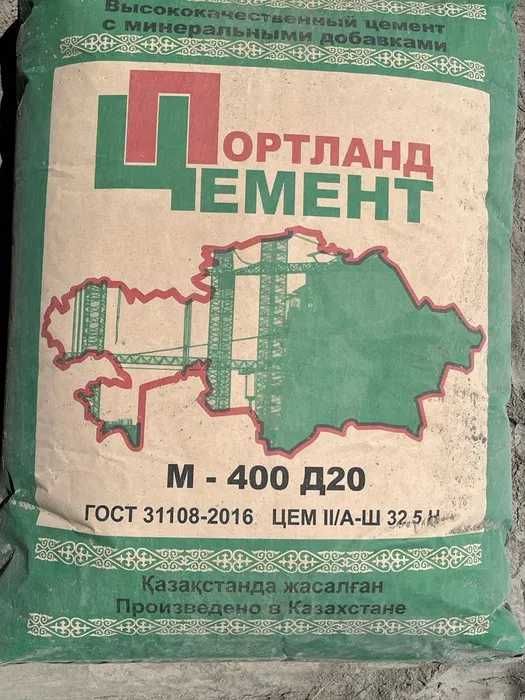 Высококачественный цемент
с минеральными добавками
ПОРТЛАНД
ЦЕМЕНТ
М - 400 Д20
ГОСТ 31108-2016 ЦЕМ II/А-Ш 32,5 Н
Қазақстанда жасалған
Произведено в Казахстане